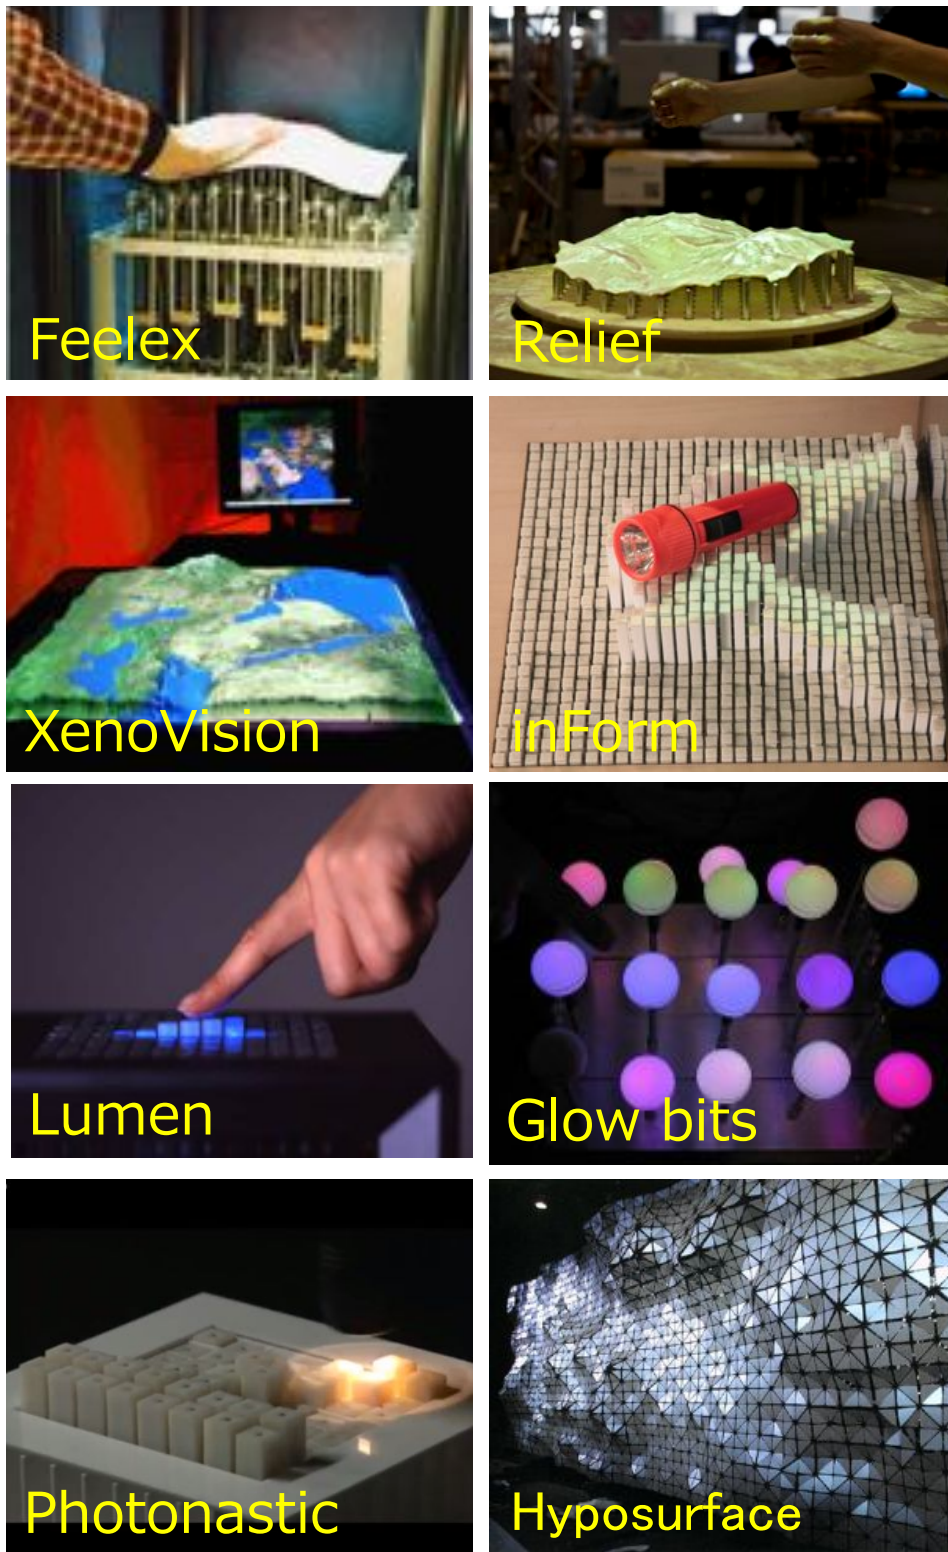 Feelex
Relief
XenoVision
inForm
Lumen
Glow bits
Photonastic
Hyposurface